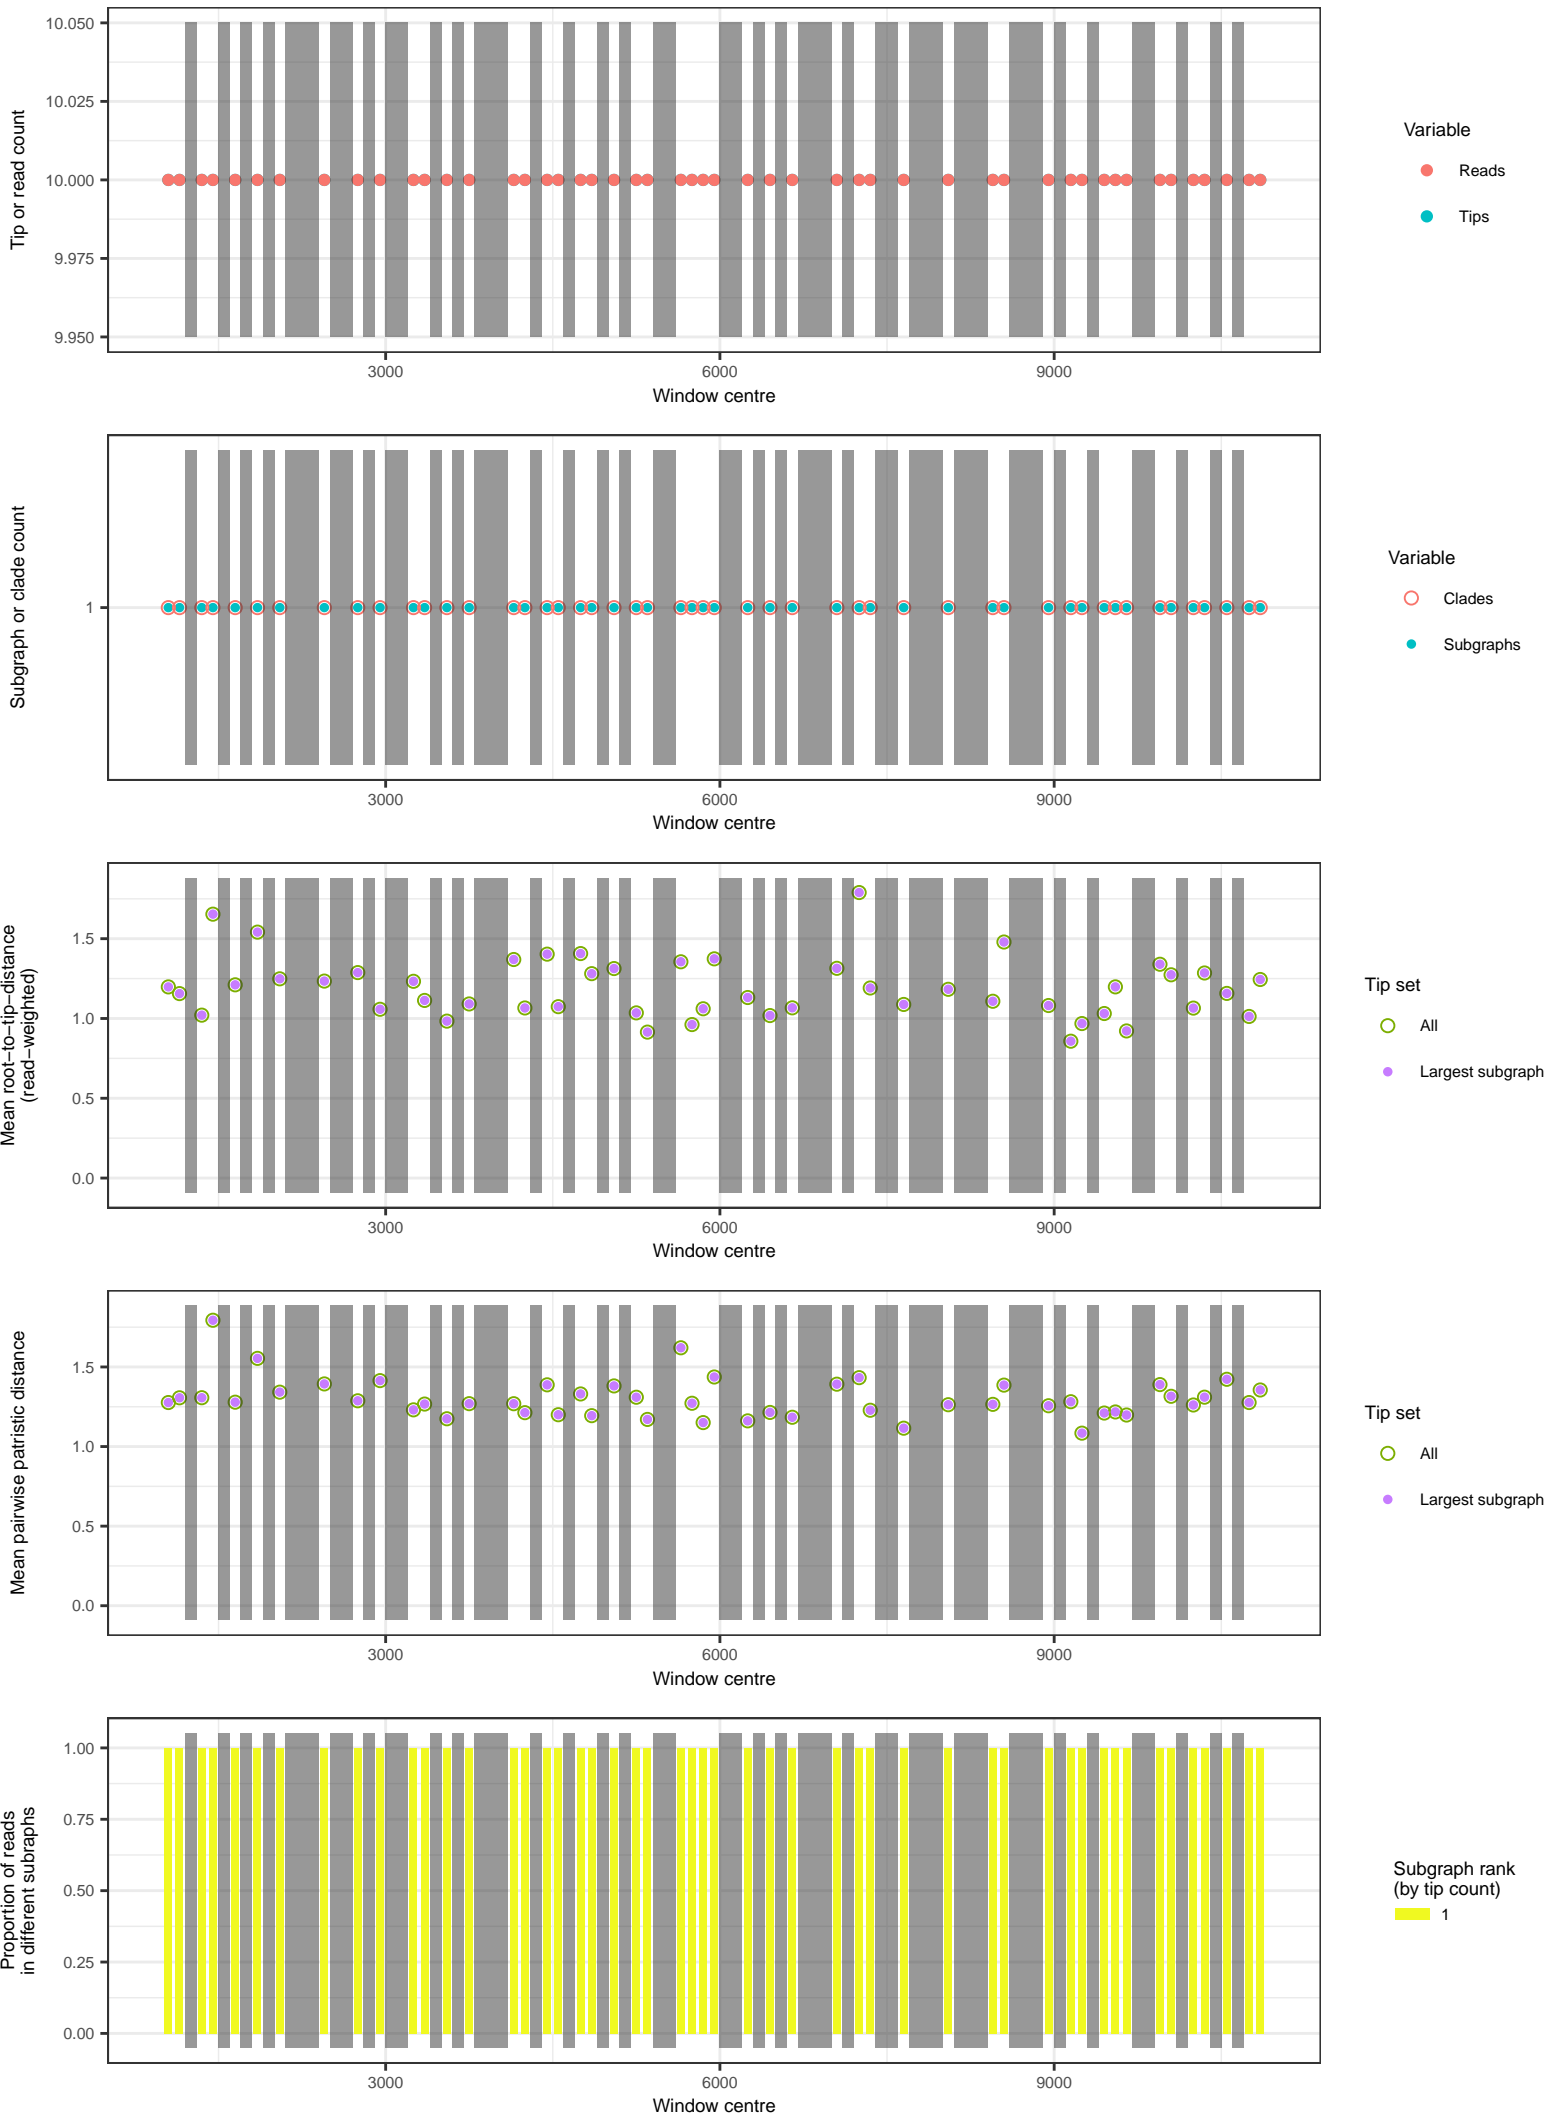 10.050
10.025
10.000
9.975
9.950
Tip or read count
3000 6000 9000
Window centre
Variable
Reads
Tips
1
Subgraph or clade count
3000 6000 9000
Window centre
Variable
Clades
Subgraphs
1.5
1.0
0.5
0.0
Mean root−to−tip−distance
(read−weighted)
3000 6000 9000
Window centre
Tip set
All
Largest subgraph
1.5
1.0
0.5
0.0
Mean pairwise patristic distance
3000 6000 9000
Window centre
Tip set
All
Largest subgraph
1.00
0.75
0.50
0.25
0.00
Proportion of reads
in different subraphs
3000 6000 9000
Window centre
Subgraph rank
(by tip count)
1